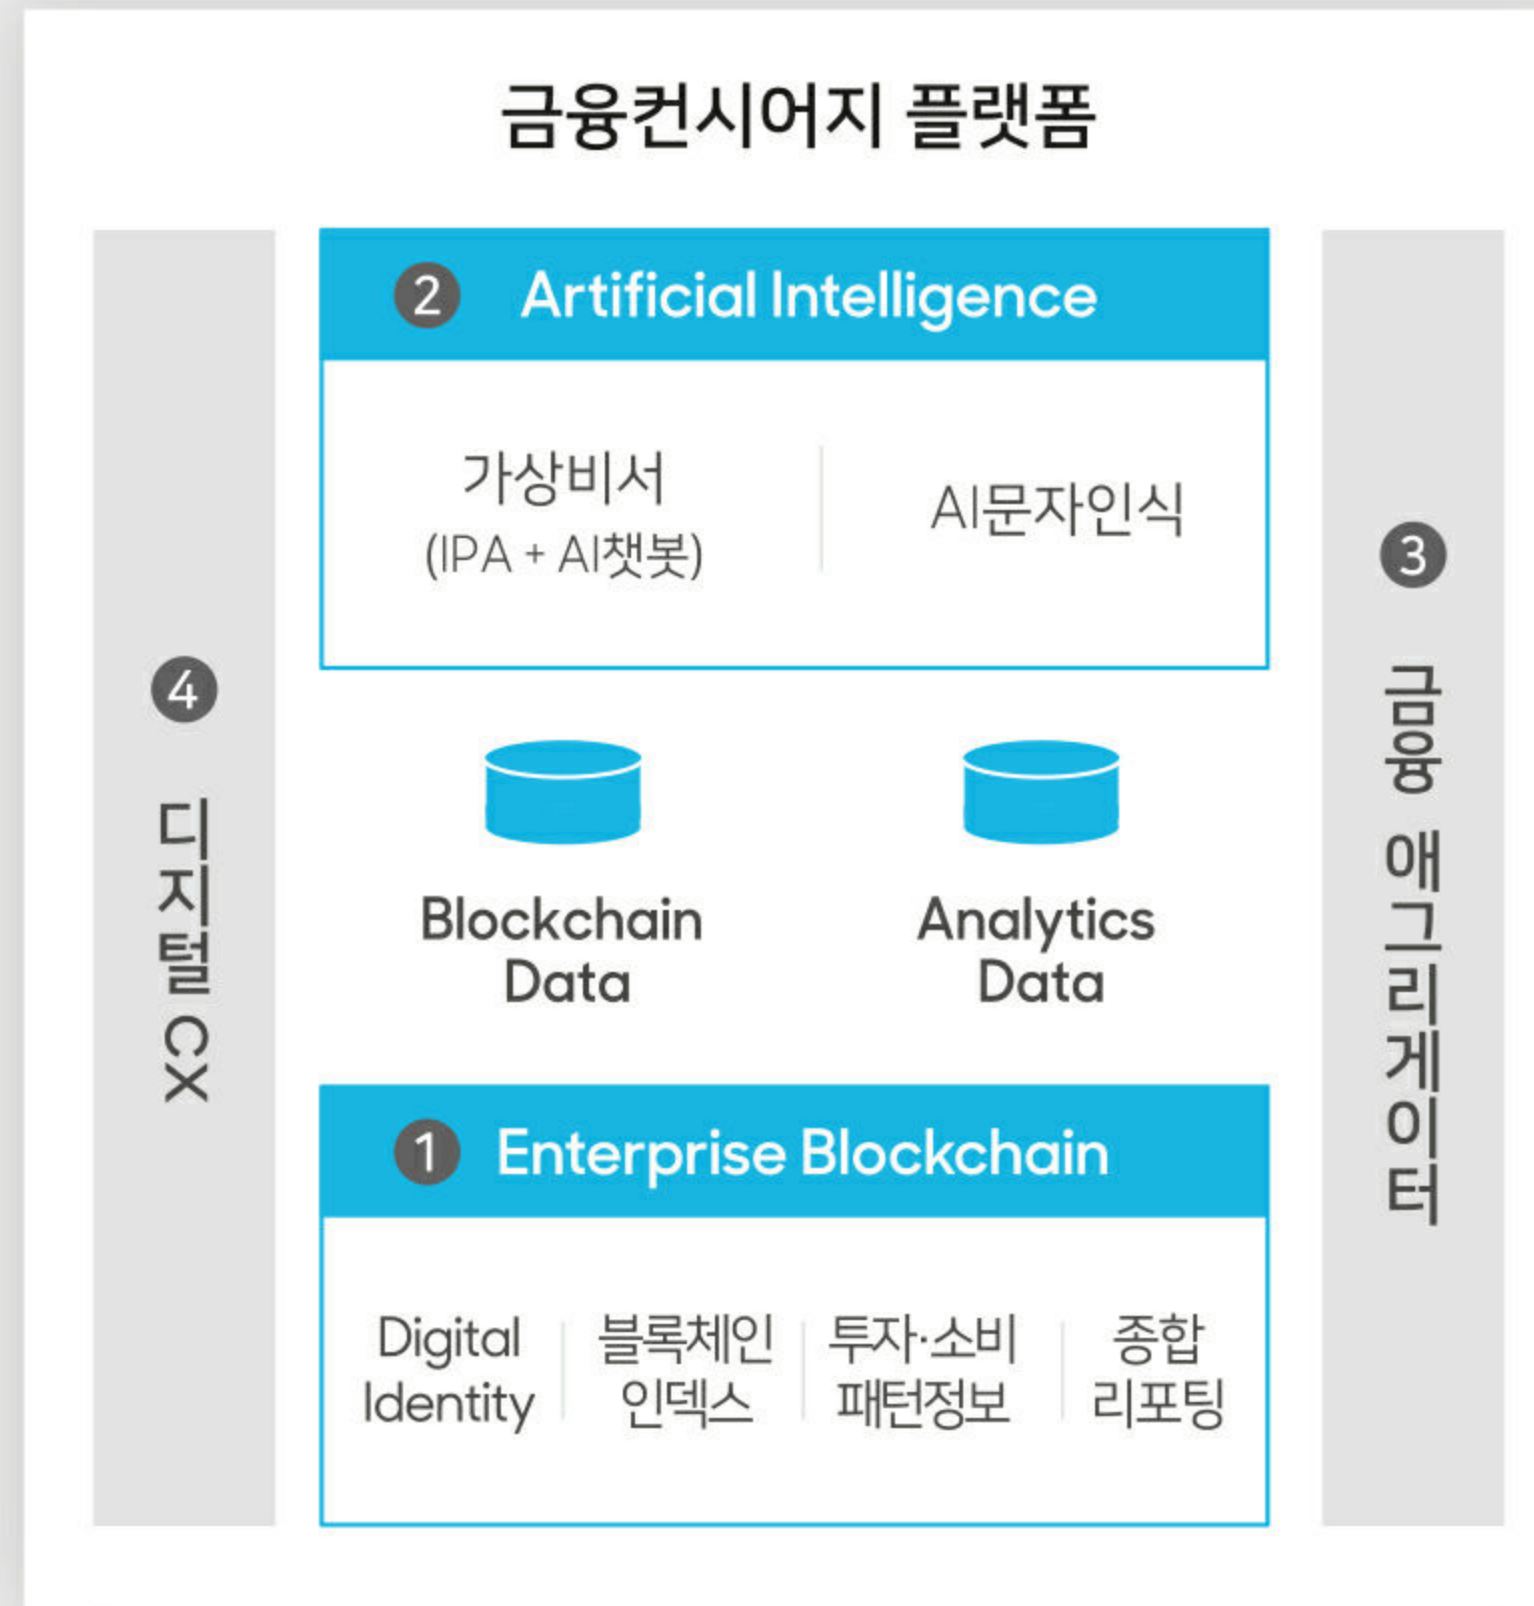 금융컨시어지 플랫폼
2 Artificial Intelligence
가상비서
(IPA + AI챗봇)
AI문자인식
4 디지털 CX
3 금융 애그리게이터
Blockchain
Data
Analytics
Data
1 Enterprise Blockchain
Digital
Identity
블록체인
인덱스
투자·소비
패턴정보
종합
리포팅